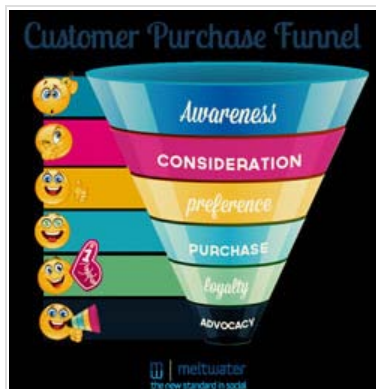 Customer Purchase Funnel
Awareness
CONSIDERATION
preference
PURCHASE
loyalty
ADVOCACY
meltwater
the new standard in social